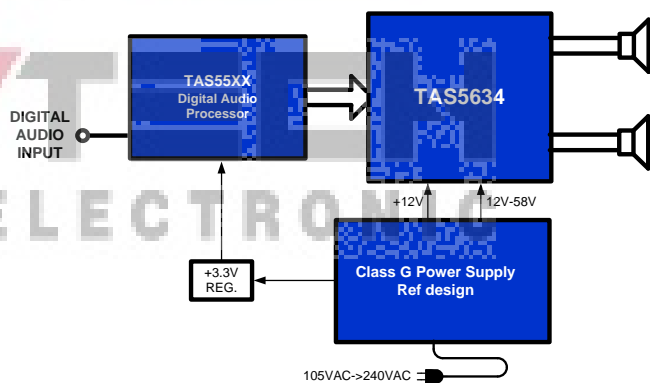 TAS55XX
Digital Audio
Processor
TAS5634
DIGITAL
AUDIO
INPUT
+12V
12V-58V
+3.3V
REG.
Class G Power Supply
Ref design
105VAC->240VAC
ELECTRONIC